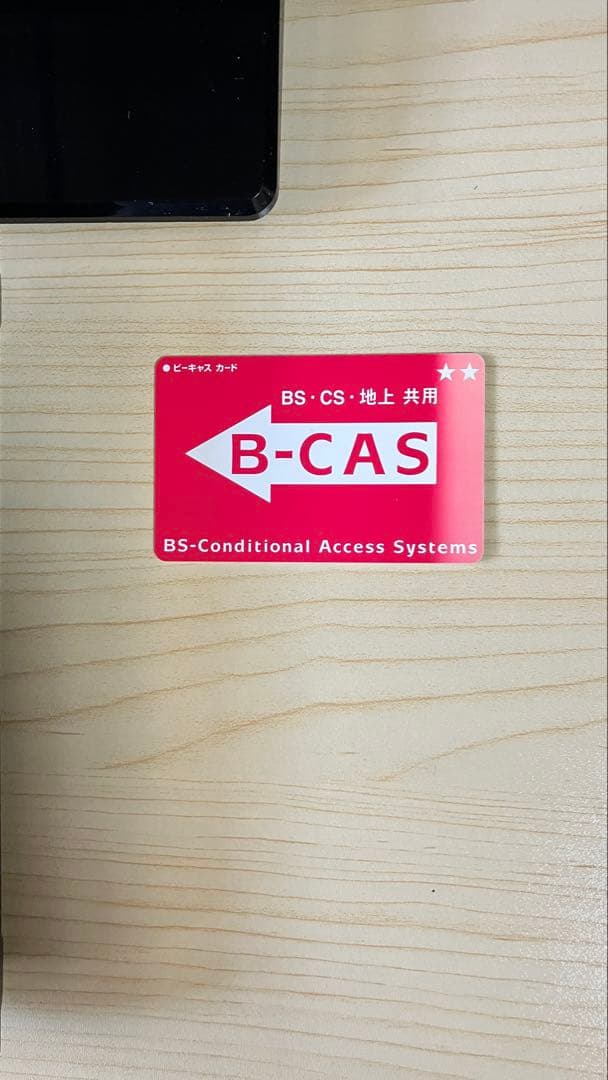 ●ビーキャス カード
★★
BS・CS・地上 共用
B-CAS
BS-Conditional Access Systems